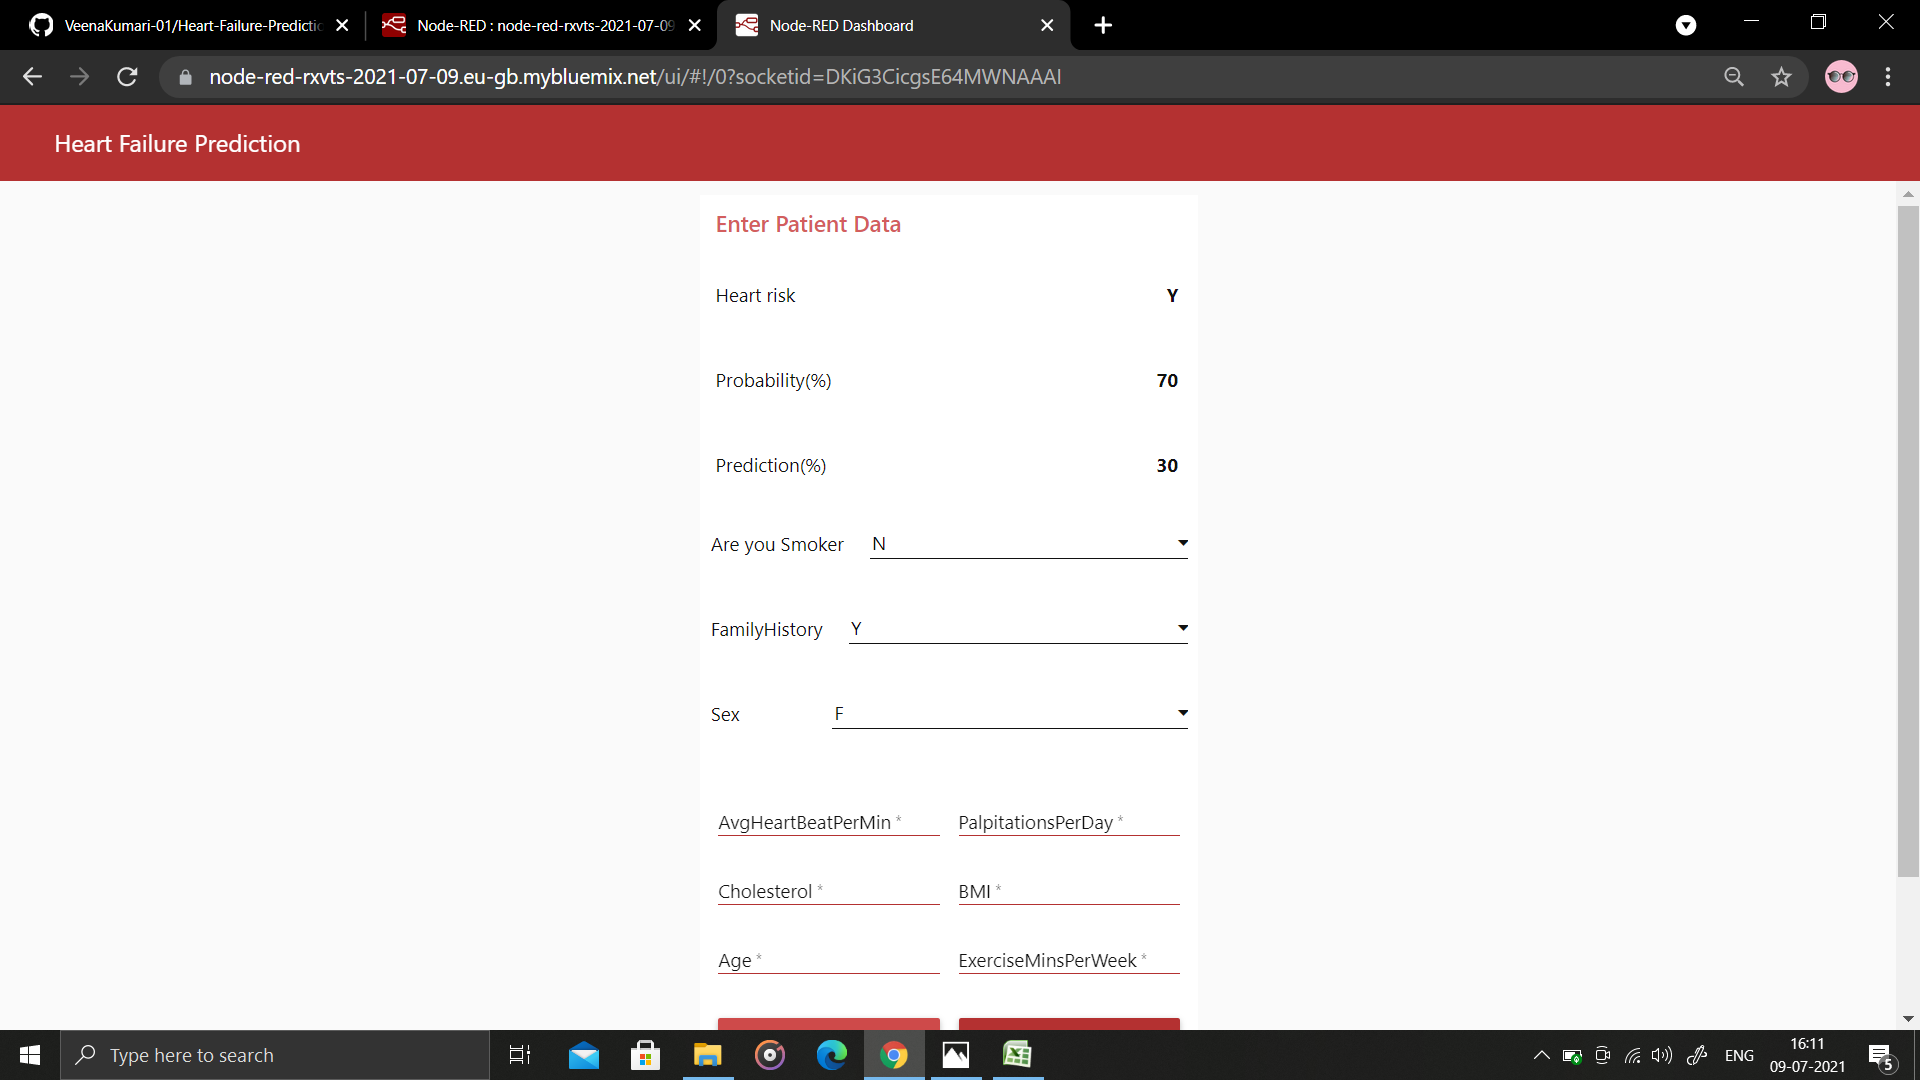 VeenaKumari-01/Heart-Failure-Predictic
Node-RED : node-red-rxvts-2021-07-09
Node-RED Dashboard
node-red-rxvts-2021-07-09.eu-gb.mybluemix.net/ui/#!/0?socketid=DKiG3CicgsE64MWNAAAI
Heart Failure Prediction
Enter Patient Data
Heart risk Y
Probability(%) 70
Prediction(%) 30
Are you Smoker N
FamilyHistory Y
Sex F
AvgHeartBeatPerMin * PalpitationsPerDay *
Cholesterol * BMI *
Age * ExerciseMinsPerWeek *
Type here to search
ENG
16:11
09-07-2021
5